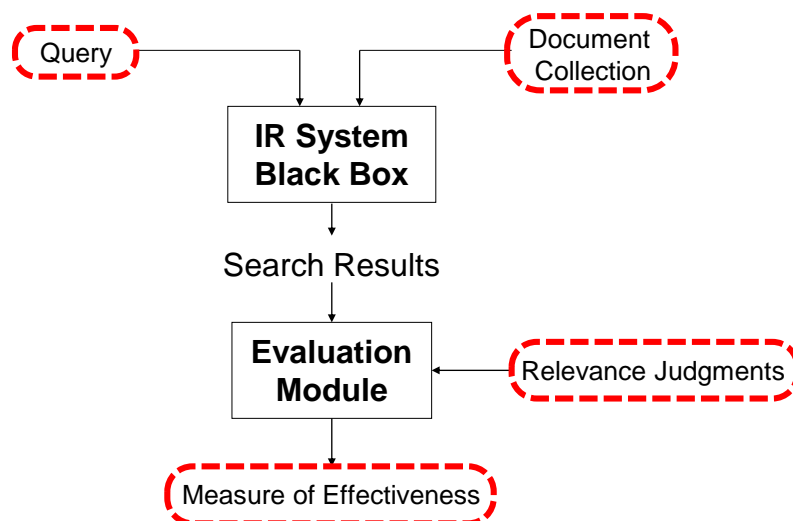 Query
Document
Collection
IR System
Black Box
Search Results
Evaluation
Module
Relevance Judgments
Measure of Effectiveness